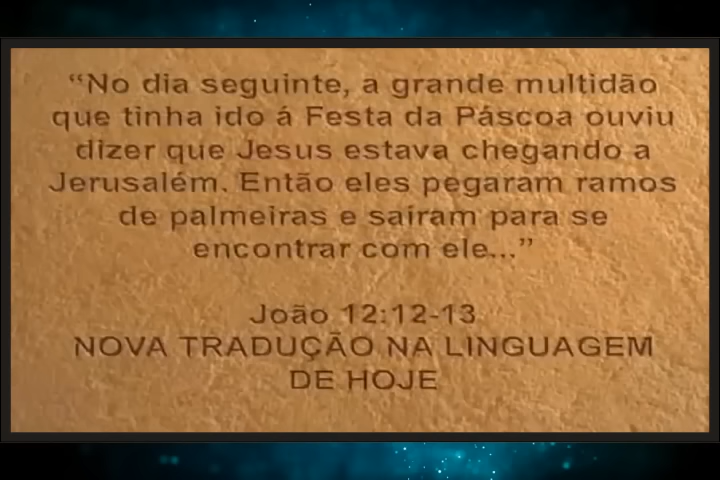 “No dia seguinte, a grande multidão
que tinha ido á Festa da Páscoa ouviu
dizer que Jesus estava chegando a
Jerusalém. Então eles pegaram ramos
de palmeiras e saíram para se
encontrar com ele...”
João 12:12-13
NOVA TRADUÇÃO NA LINGUAGEM
DE HOJE